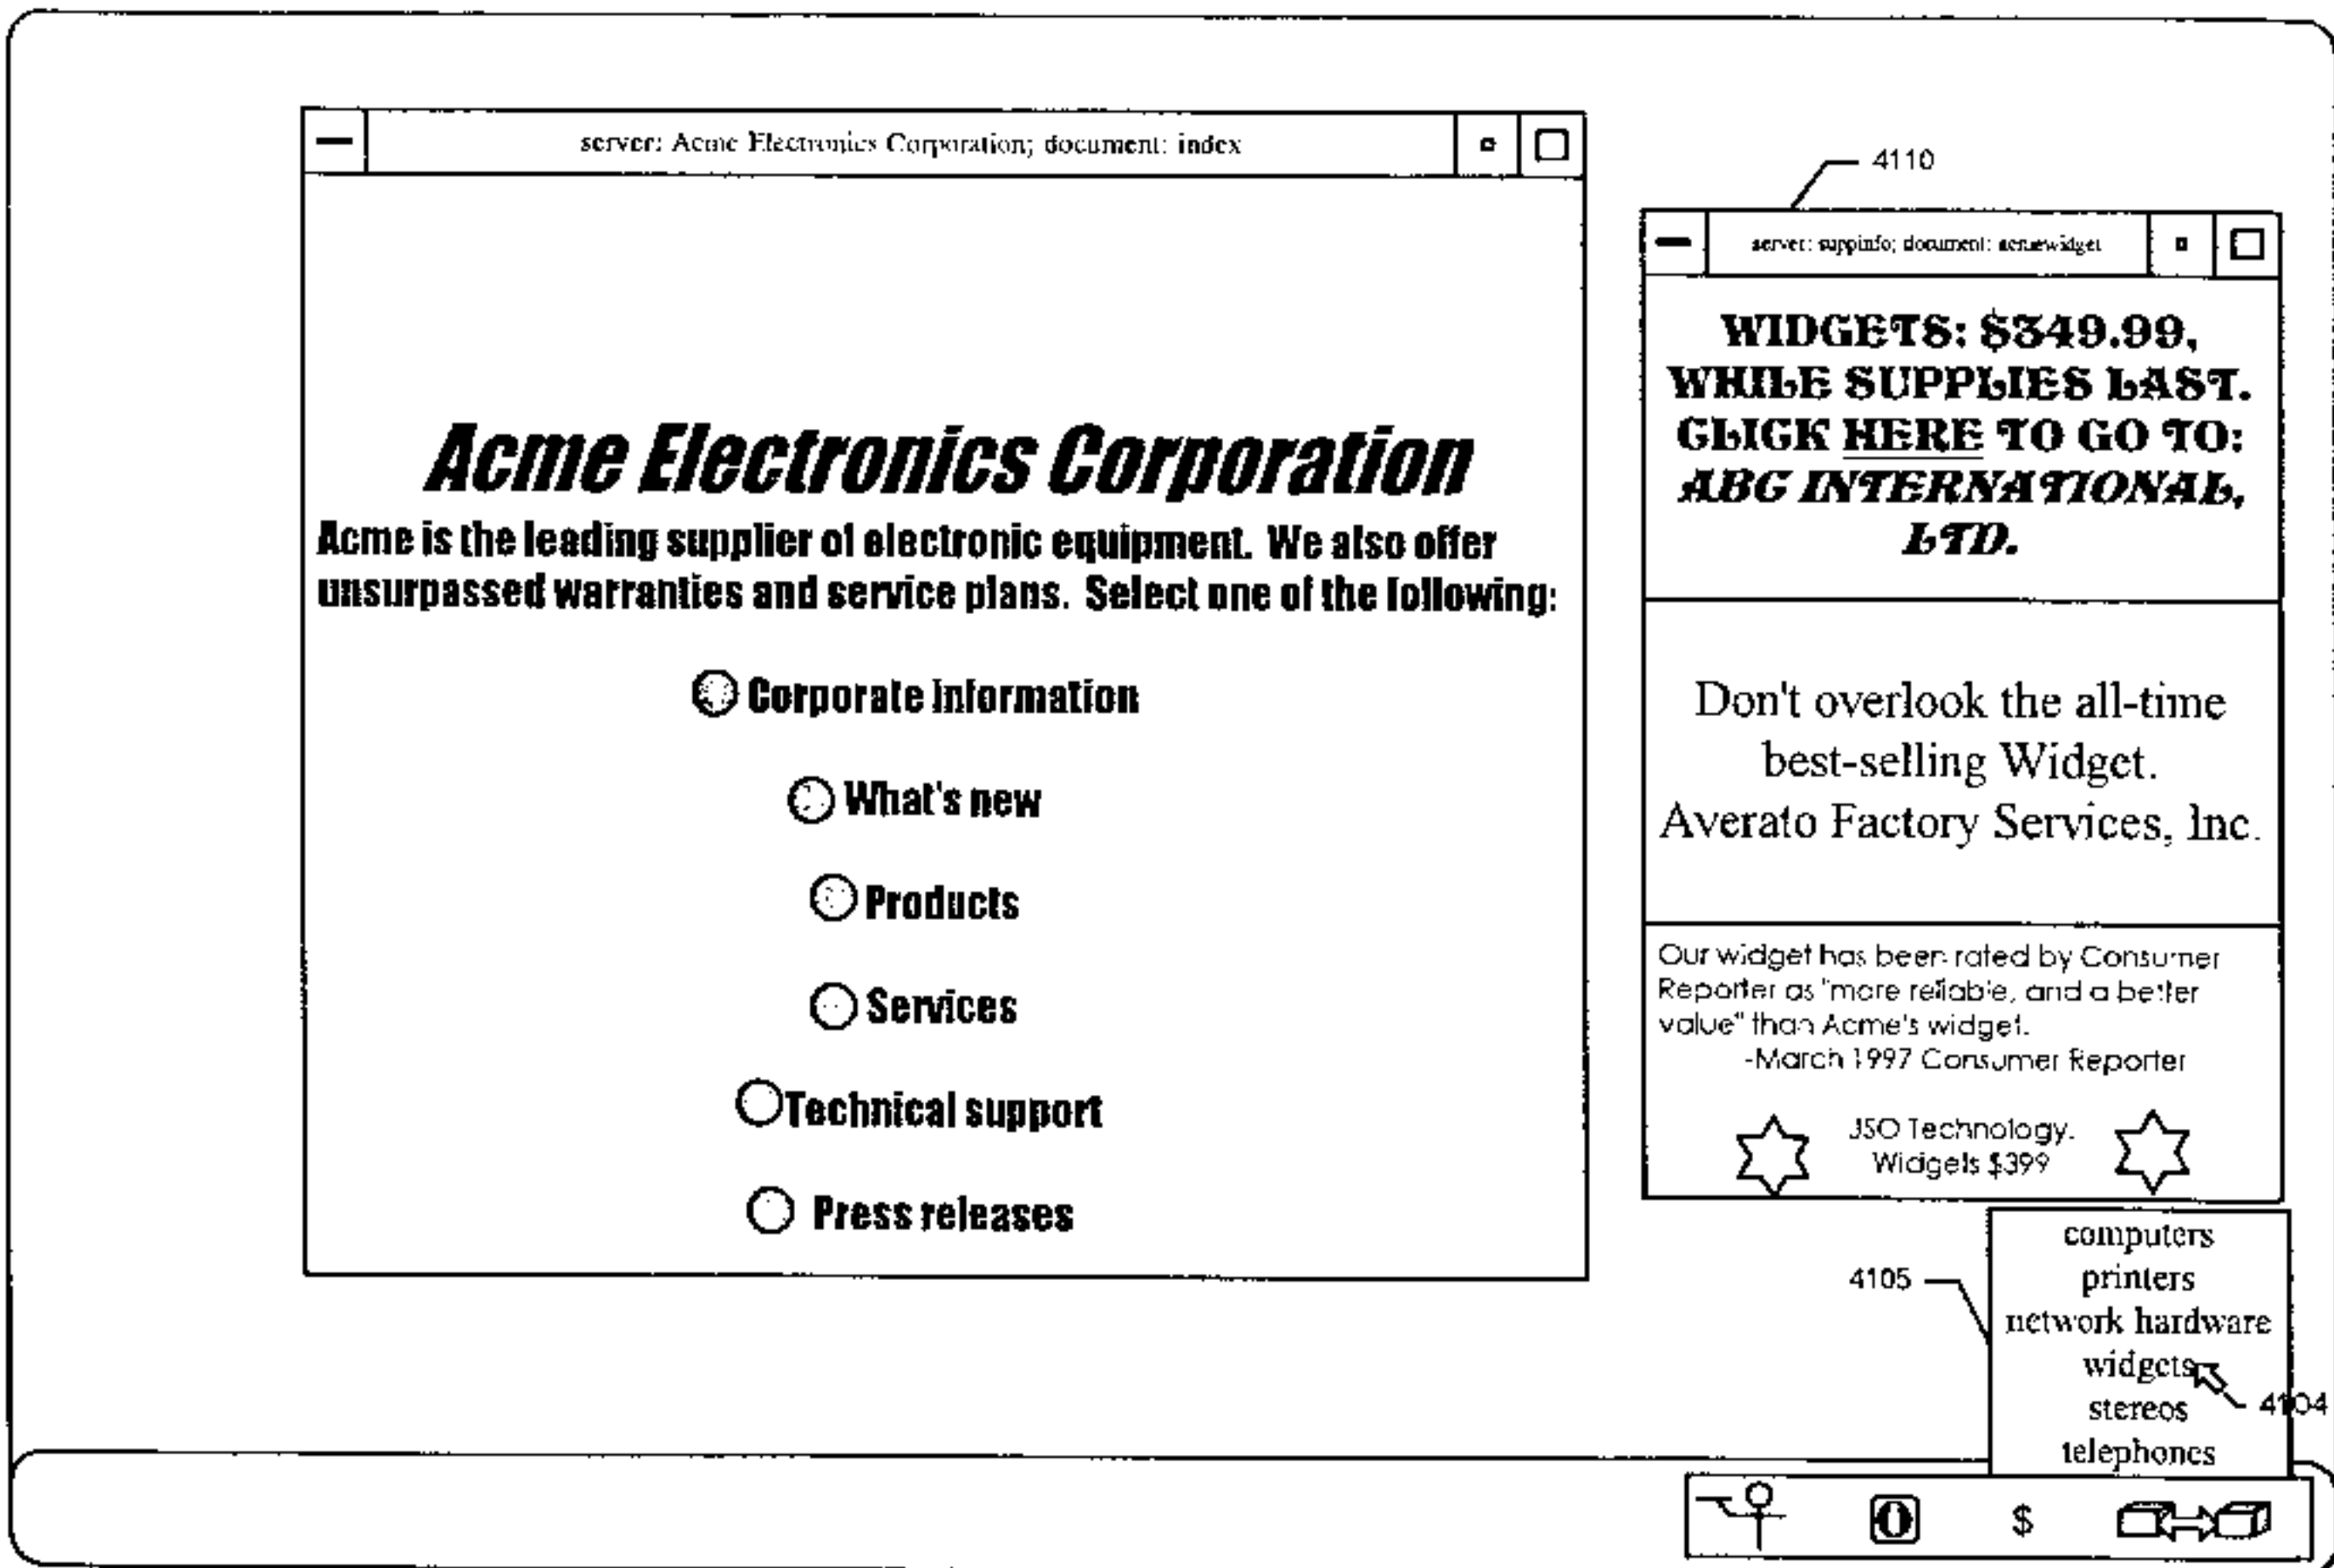 server: Acme Electronics Corporation; document: index
Acme Electronics Corporation
Acme is the leading supplier of electronic equipment. We also offer
unsurpassed warranties and service plans. Select one of the following:
Corporate Information
What's new
Products
Services
Technical support
Press releases
4110
server: suppinfo; document: acmewidget
WIDGETS: $349.99,
WHILE SUPPLIES LAST.
CLICK HERE TO GO TO:
ABC INTERNATIONAL,
LTD.
Don't overlook the all-time
best-selling Widget.
Averato Factory Services, Inc.
Our widget has been rated by Consumer
Reporter as "more reliable, and a better
value" than Acme's widget.
-March 1997 Consumer Reporter
JSO Technology.
Widgets $399
4105
computers
printers
network hardware
widgets
4104
stereos
telephones
0
$